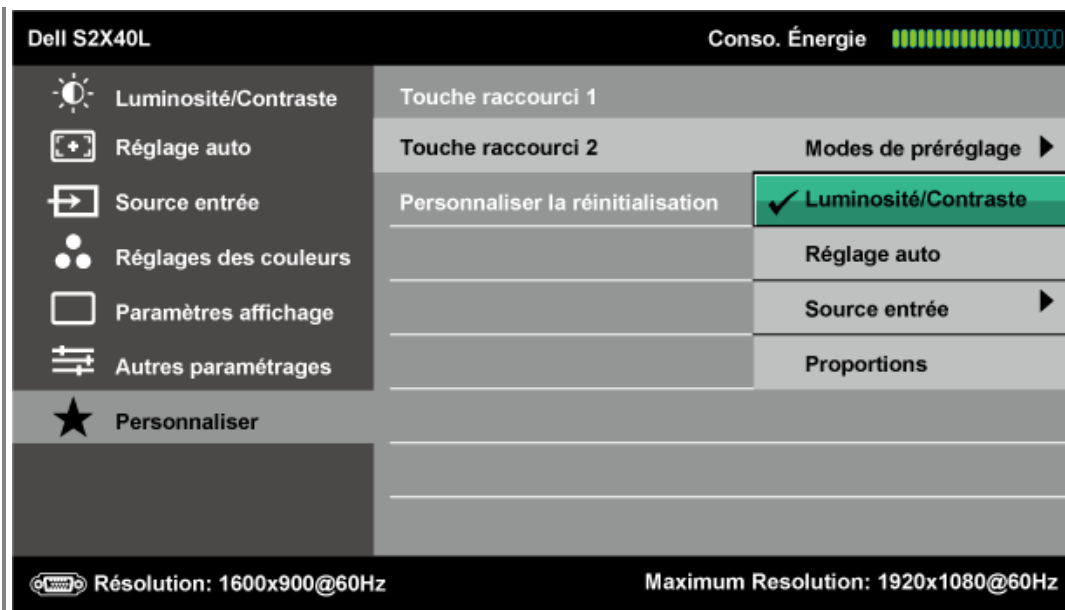 Dell S2X40L Conso. Énergie
Luminosité/Contraste Touche raccourci 1
Réglage auto Touche raccourci 2 Modes de préréglage
Source entrée Personnaliser la réinitialisation Luminosité/Contraste
Réglages des couleurs Réglage auto
Paramètres affichage Source entrée
Autres paramétrages Proportions
Personnaliser
Résolution: 1600x900@60Hz Maximum Resolution: 1920x1080@60Hz